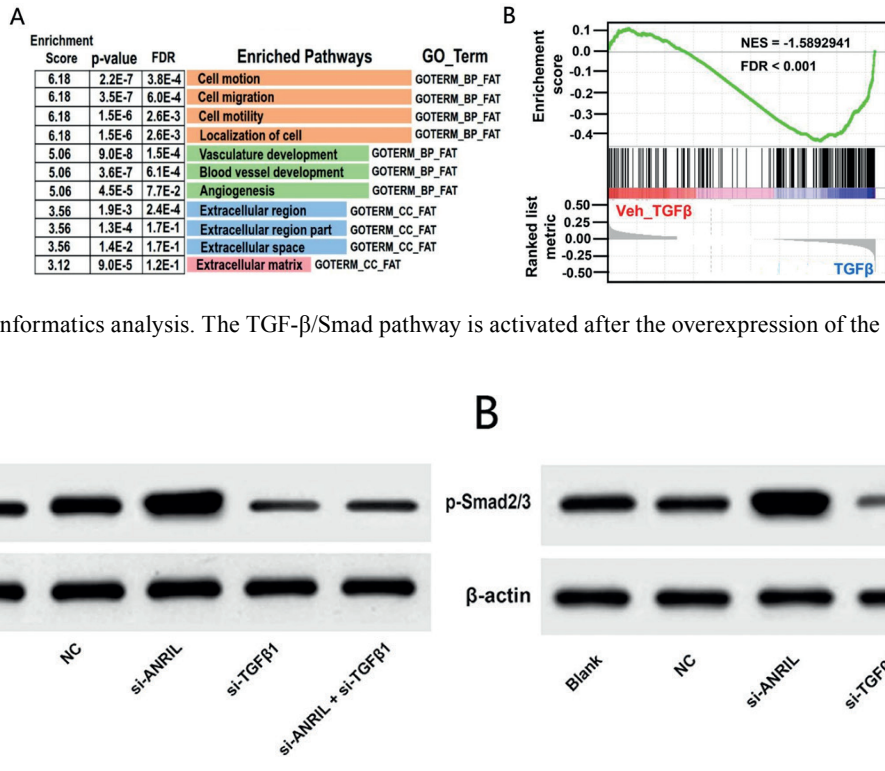 A
Enrichment
Score p-value FDR Enriched Pathways GO_Term
6.18 2.2E-7 3.8E-4 Cell motion GOTERM_BP_FAT
6.18 3.5E-7 6.0E-4 Cell migration GOTERM_BP_FAT
6.18 1.5E-6 2.6E-3 Cell motility GOTERM_BP_FAT
6.18 1.5E-6 2.6E-3 Localization of cell GOTERM_BP_FAT
5.06 9.0E-8 1.5E-4 Vasculature development GOTERM_BP_FAT
5.06 3.6E-7 6.1E-4 Blood vessel development GOTERM_BP_FAT
5.06 4.5E-5 7.7E-2 Angiogenesis GOTERM_BP_FAT
3.56 1.9E-3 2.4E-4 Extracellular region GOTERM_CC_FAT
3.56 1.3E-4 1.7E-1 Extracellular region part GOTERM_CC_FAT
3.56 1.4E-2 1.7E-1 Extracellular space GOTERM_CC_FAT
3.12 9.0E-5 1.2E-1 Extracellular matrix GOTERM_CC_FAT
B
Enrichement
score
0.1
0.0
-0.1
-0.2
-0.3
-0.4
NES = -1.5892941
FDR < 0.001
Ranked list
metric
0.50
0.25
0.00
-0.25
-0.50
Veh_TGFβ
TGFβ
nformatics analysis. The TGF-β/Smad pathway is activated after the overexpression of the
NC
si-ANRIL
si-TGFβ1
si-ANRIL + si-TGFβ1
B
p-Smad2/3
β-actin
Blank
NC
si-ANRIL
si-TGFβ